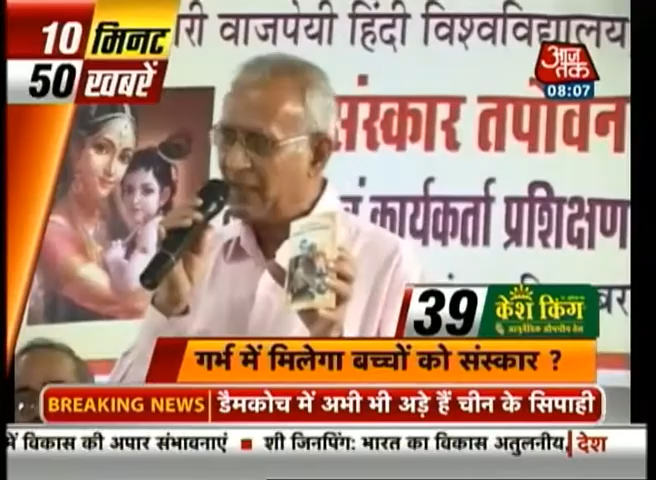 10 मिनट
50 खबरें
री वाजपेयी हिंदी विश्वविद्यालय
आज तक
08:07
संस्कार तपोवन
कार्यकर्ता प्रशिक्षण
39
केश किंग
गर्भ में मिलेगा बच्चों को संस्कार ?
BREAKING NEWS डैमकोच में अभी भी अड़े हैं चीन के सिपाही
में विकास की अपार संभावनाएं ■ शी जिनपिंग: भारत का विकास अतुलनीय, देश